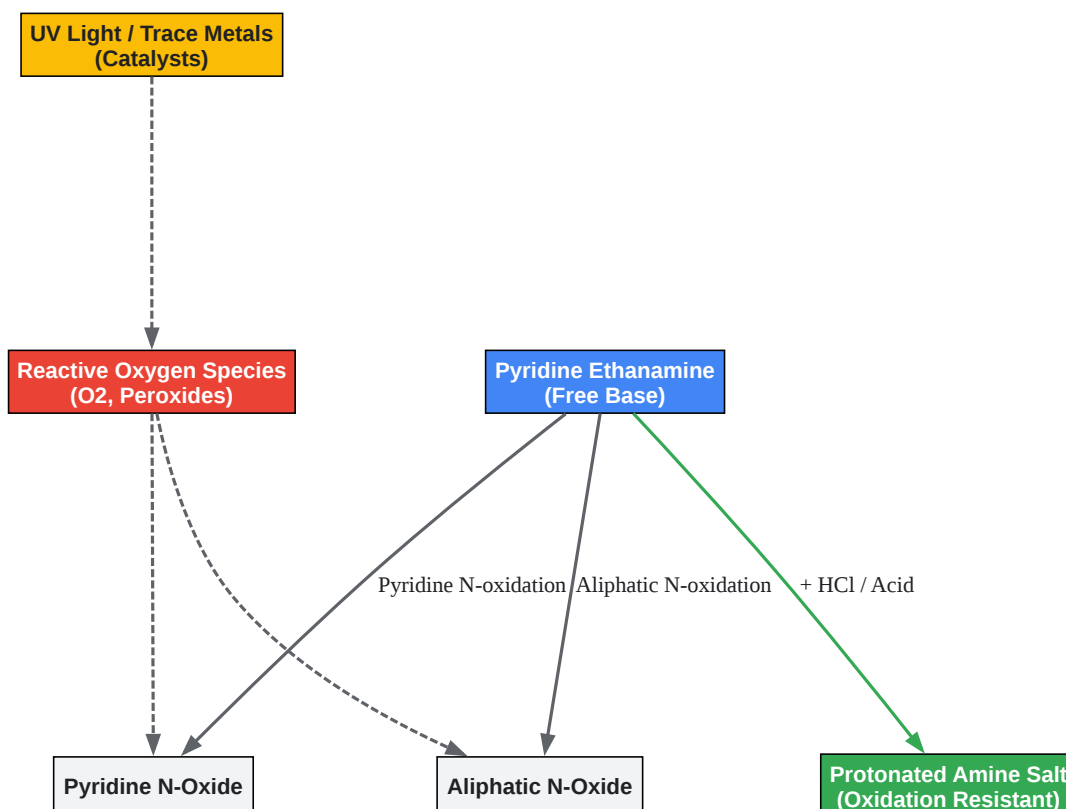 UV Light / Trace Metals
(Catalysts)
Reactive Oxygen Species
(O2, Peroxides)
Pyridine Ethanamine
(Free Base)
Pyridine N-oxidation
Aliphatic N-oxidation
+ HCl / Acid
Pyridine N-Oxide
Aliphatic N-Oxide
Protonated Amine Salt
(Oxidation Resistant)